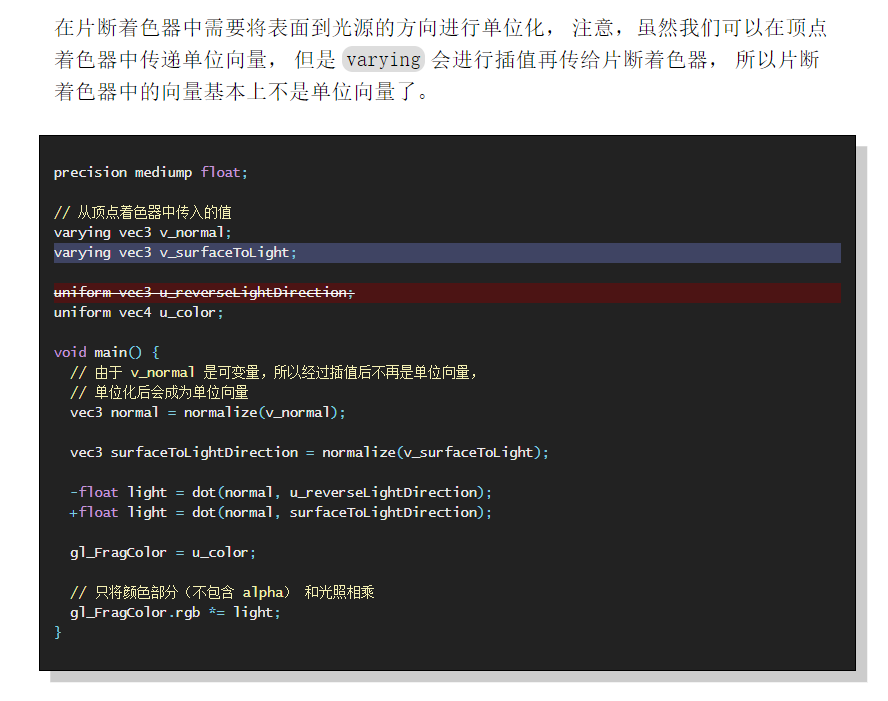 在片断着色器中需要将表面到光源的方向进行单位化， 注意，虽然我们可以在顶点
着色器中传递单位向量， 但是 varying 会进行插值再传给片断着色器， 所以片断
着色器中的向量基本上不是单位向量了。
precision mediump float;
// 从顶点着色器中传入的值
varying vec3 v_normal;
varying vec3 v_surfaceToLight;
uniform vec3 u_reverseLightDirection;
uniform vec4 u_color;
void main() {
// 由于 v_normal 是可变量，所以经过插值后不再是单位向量，
// 单位化后会成为单位向量
vec3 normal = normalize(v_normal);
vec3 surfaceToLightDirection = normalize(v_surfaceToLight);
-float light = dot(normal, u_reverseLightDirection);
+float light = dot(normal, surfaceToLightDirection);
gl_FragColor = u_color;
// 只将颜色部分（不包含 alpha） 和光照相乘
gl_FragColor.rgb *= light;
}